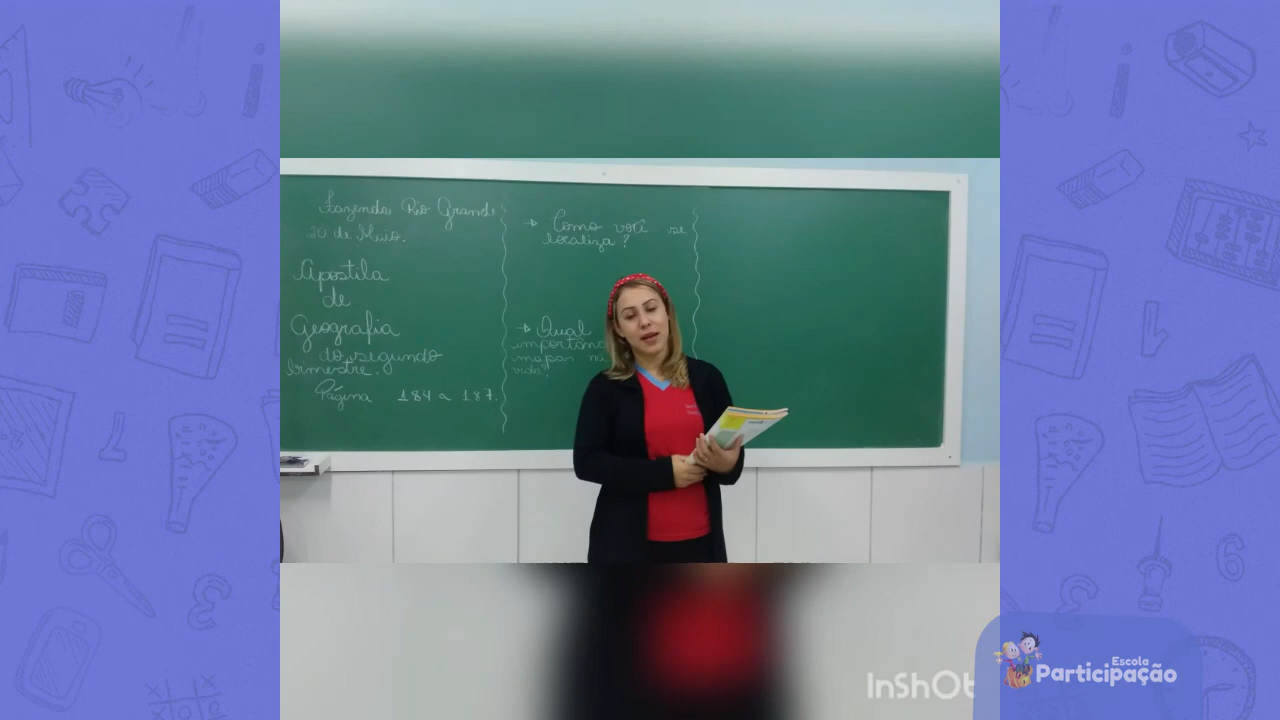 Fazenda Rio Grande
20 de Maio.
Apostila
de
Geografia
do segundo
bimestre.
Página 184 a 187.
→ Como você se
localiza?
→ Qual
mapas na
vida?
InShOt
Escola
Participação